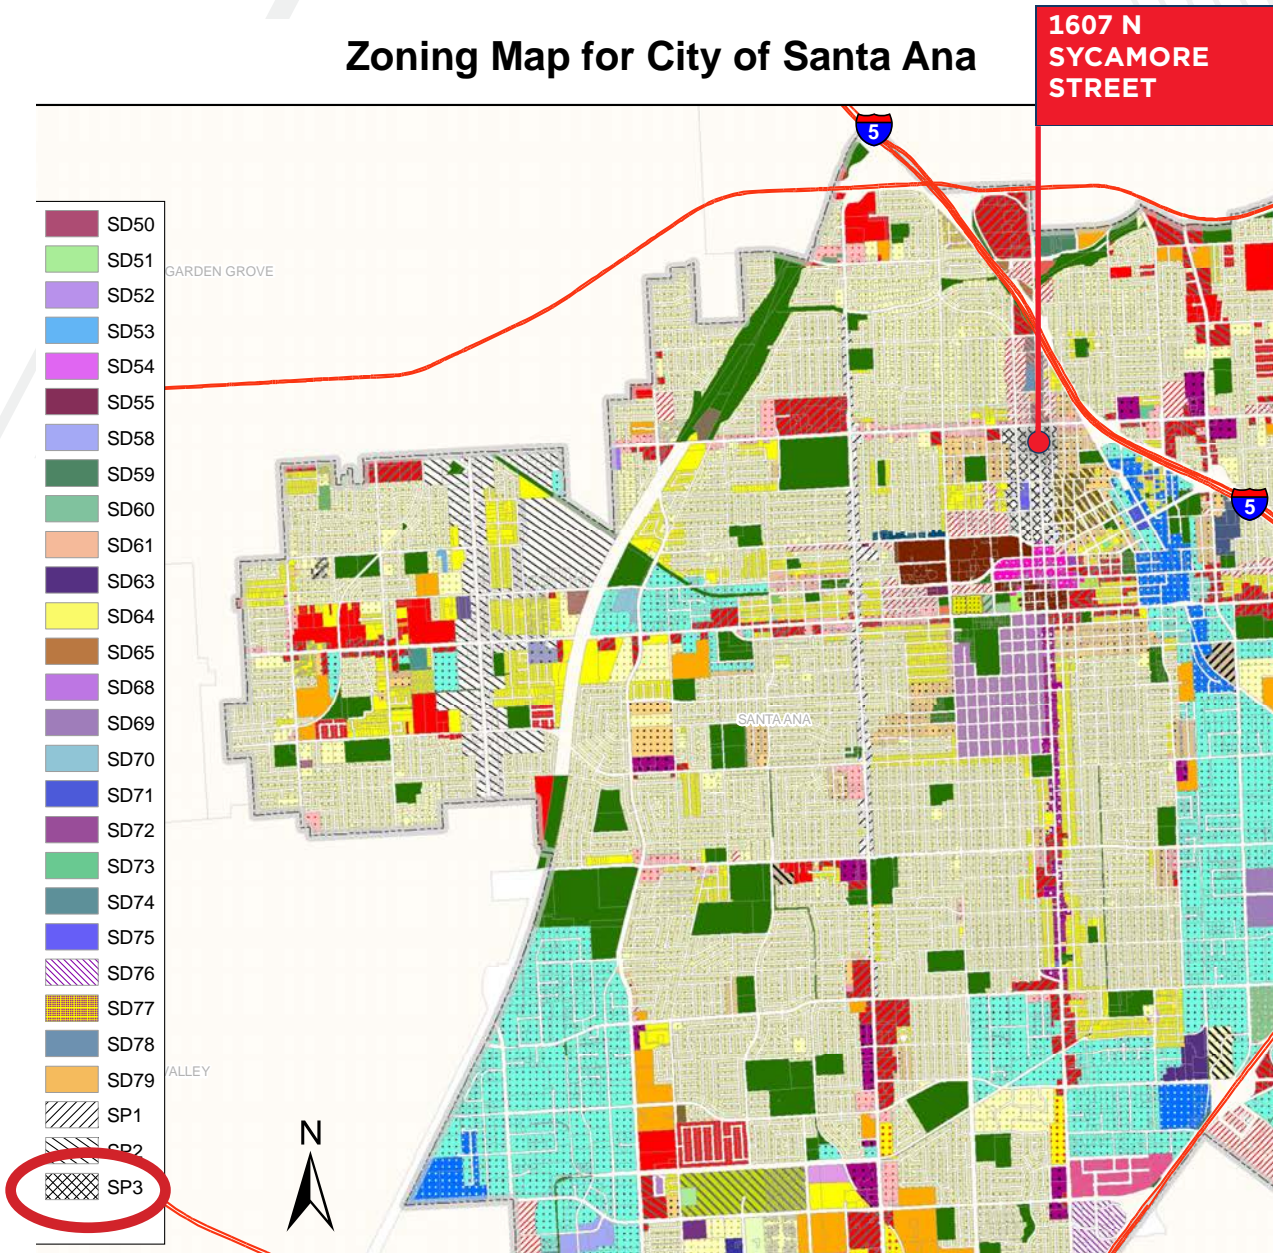 Zoning Map for City of Santa Ana
1607 N
SYCAMORE
STREET
5
GARDEN GROVE
SD50
SD51
SD52
SD53
SD54
SD55
SD58
SD59
SD60
SD61
SD63
SD64
SD65
SD68
SD69
SD70
SD71
SD72
SD73
SD74
SD75
SD76
SD77
SD78
SD79
SP1
SP2
SP3
5
SANTA ANA
VALLEY
N